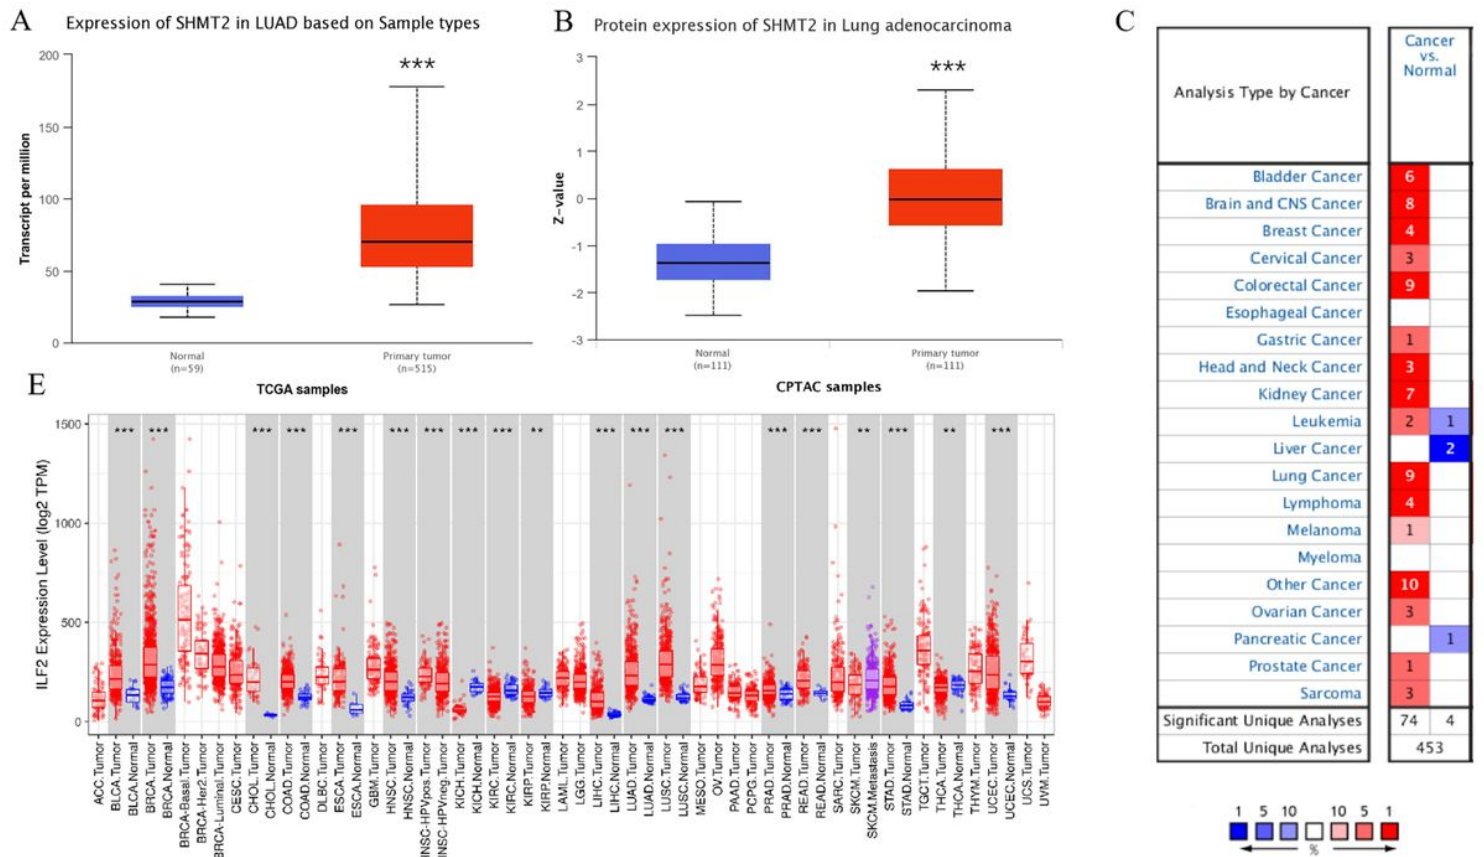 A
Expression of SHMT2 in LUAD based on Sample types
Transcript per million
200
150
100
50
0
***
Normal
(n=59)
Primary tumor
(n=515)
TCGA samples
B
Protein expression of SHMT2 in Lung adenocarcinoma
Z-value
3
2
1
0
-1
-2
-3
***
Normal
(n=111)
Primary tumor
(n=111)
CPTAC samples
C
Analysis Type by Cancer
Cancer
vs.
Normal
Bladder Cancer 6
Brain and CNS Cancer 8
Breast Cancer 4
Cervical Cancer 3
Colorectal Cancer 9
Esophageal Cancer
Gastric Cancer 1
Head and Neck Cancer 3
Kidney Cancer 7
Leukemia 2 1
Liver Cancer 2
Lung Cancer 9
Lymphoma 4
Melanoma 1
Myeloma
Other Cancer 10
Ovarian Cancer 3
Pancreatic Cancer 1
Prostate Cancer 1
Sarcoma 3
Significant Unique Analyses 74 4
Total Unique Analyses 453
1 5 10 10 5 1
%
E
ILF2 Expression Level (log2 TPM)
1500
1000
500
0
*** *** *** *** *** *** *** *** *** ** *** *** *** *** *** ** *** ** ***
ACC.Tumor
BLCA.Tumor
BLCA.Normal
BRCA.Tumor
BRCA.Normal
BRCA-Basal.Tumor
BRCA-Her2.Tumor
BRCA-Luminal.Tumor
CESC.Tumor
CHOL.Tumor
CHOL.Normal
COAD.Tumor
COAD.Normal
DLBC.Tumor
ESCA.Tumor
ESCA.Normal
GBM.Tumor
HNSC.Tumor
HNSC.Normal
HNSC-HPVpos.Tumor
HNSC-HPVneg.Tumor
KICH.Tumor
KICH.Normal
KIRC.Tumor
KIRC.Normal
KIRP.Tumor
KIRP.Normal
LAML.Tumor
LGG.Tumor
LIHC.Tumor
LIHC.Normal
LUAD.Tumor
LUAD.Normal
LUSC.Tumor
LUSC.Normal
MESO.Tumor
OV.Tumor
PAAD.Tumor
PCPG.Tumor
PRAD.Tumor
PRAD.Normal
READ.Tumor
READ.Normal
SARC.Tumor
SKCM.Tumor
SKCM.Metastasis
STAD.Tumor
STAD.Normal
TGCT.Tumor
THCA.Tumor
THCA.Normal
THYM.Tumor
UCEC.Tumor
UCEC.Normal
UCS.Tumor
UVM.Tumor